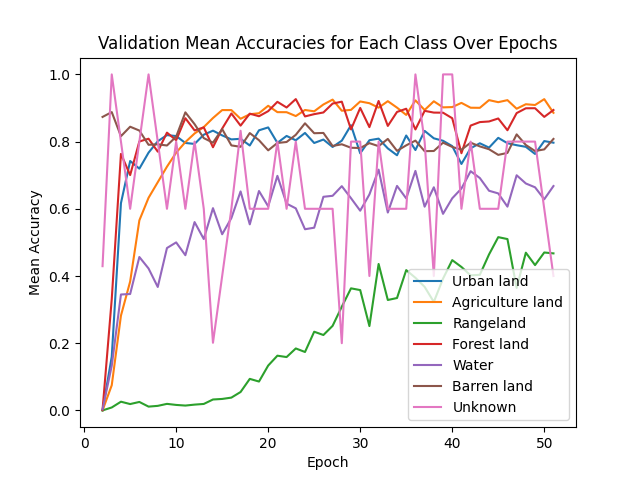 Validation Mean Accuracies for Each Class Over Epochs
Mean Accuracy
1.0
0.8
0.6
0.4
0.2
0.0
0 10 20 30 40 50
Epoch
Urban land
Agriculture land
Rangeland
Forest land
Water
Barren land
Unknown